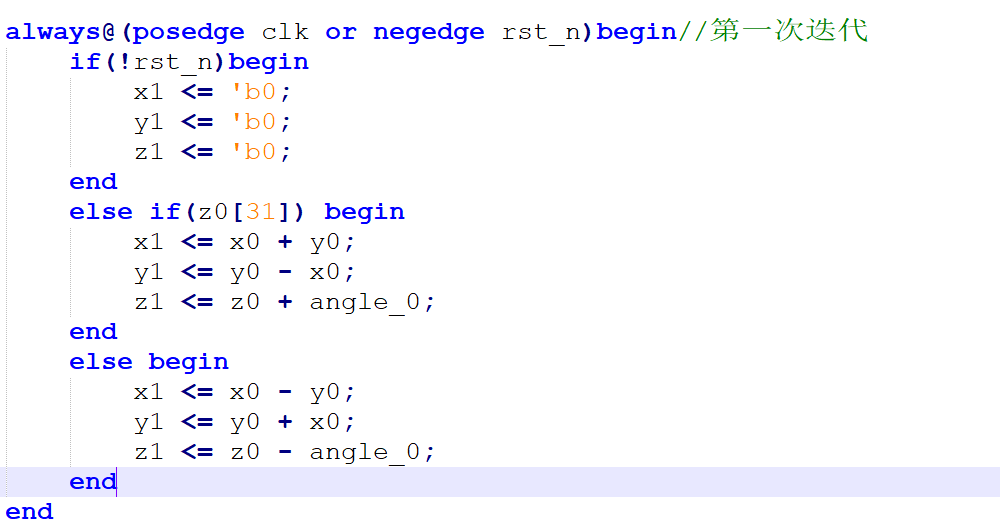 always@(posedge clk or negedge rst_n)begin//第一次迭代
if(!rst_n)begin
x1 <= 'b0;
y1 <= 'b0;
z1 <= 'b0;
end
else if(z0[31]) begin
x1 <= x0 + y0;
y1 <= y0 - x0;
z1 <= z0 + angle_0;
end
else begin
x1 <= x0 - y0;
y1 <= y0 + x0;
z1 <= z0 - angle_0;
end
end